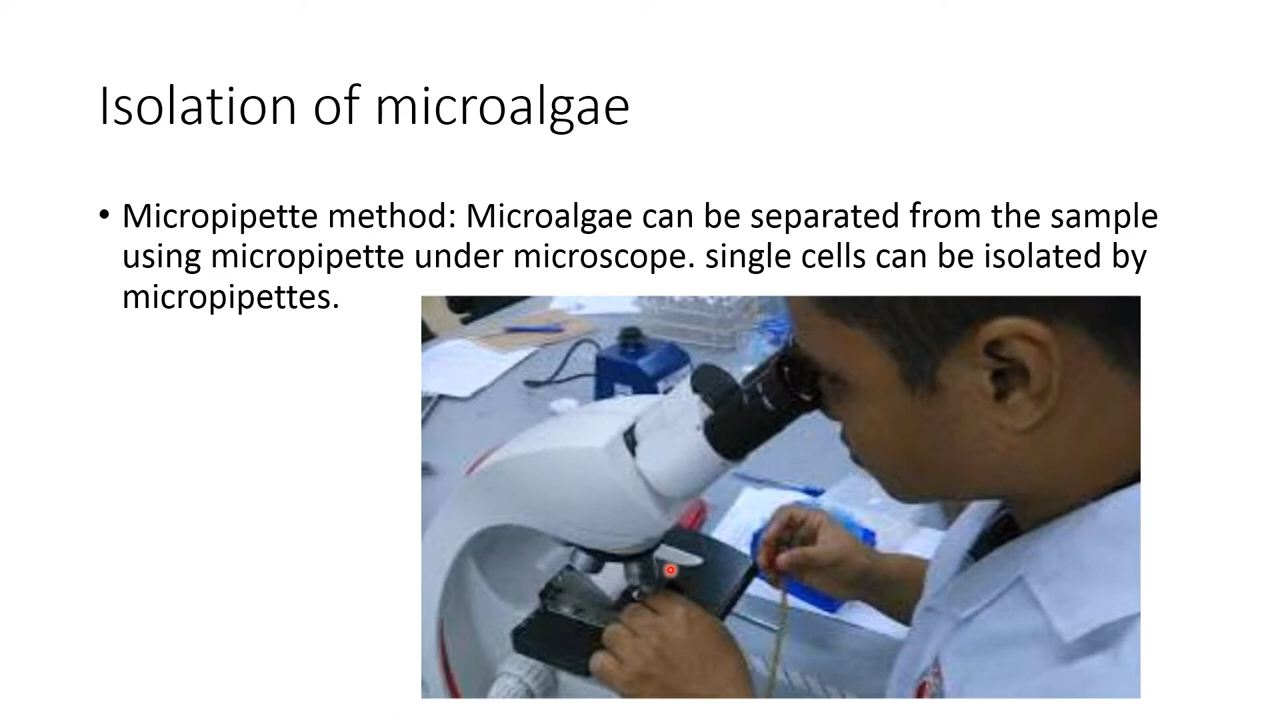 Isolation of microalgae
• Micropipette method: Microalgae can be separated from the sample
using micropipette under microscope. single cells can be isolated by
micropipettes.